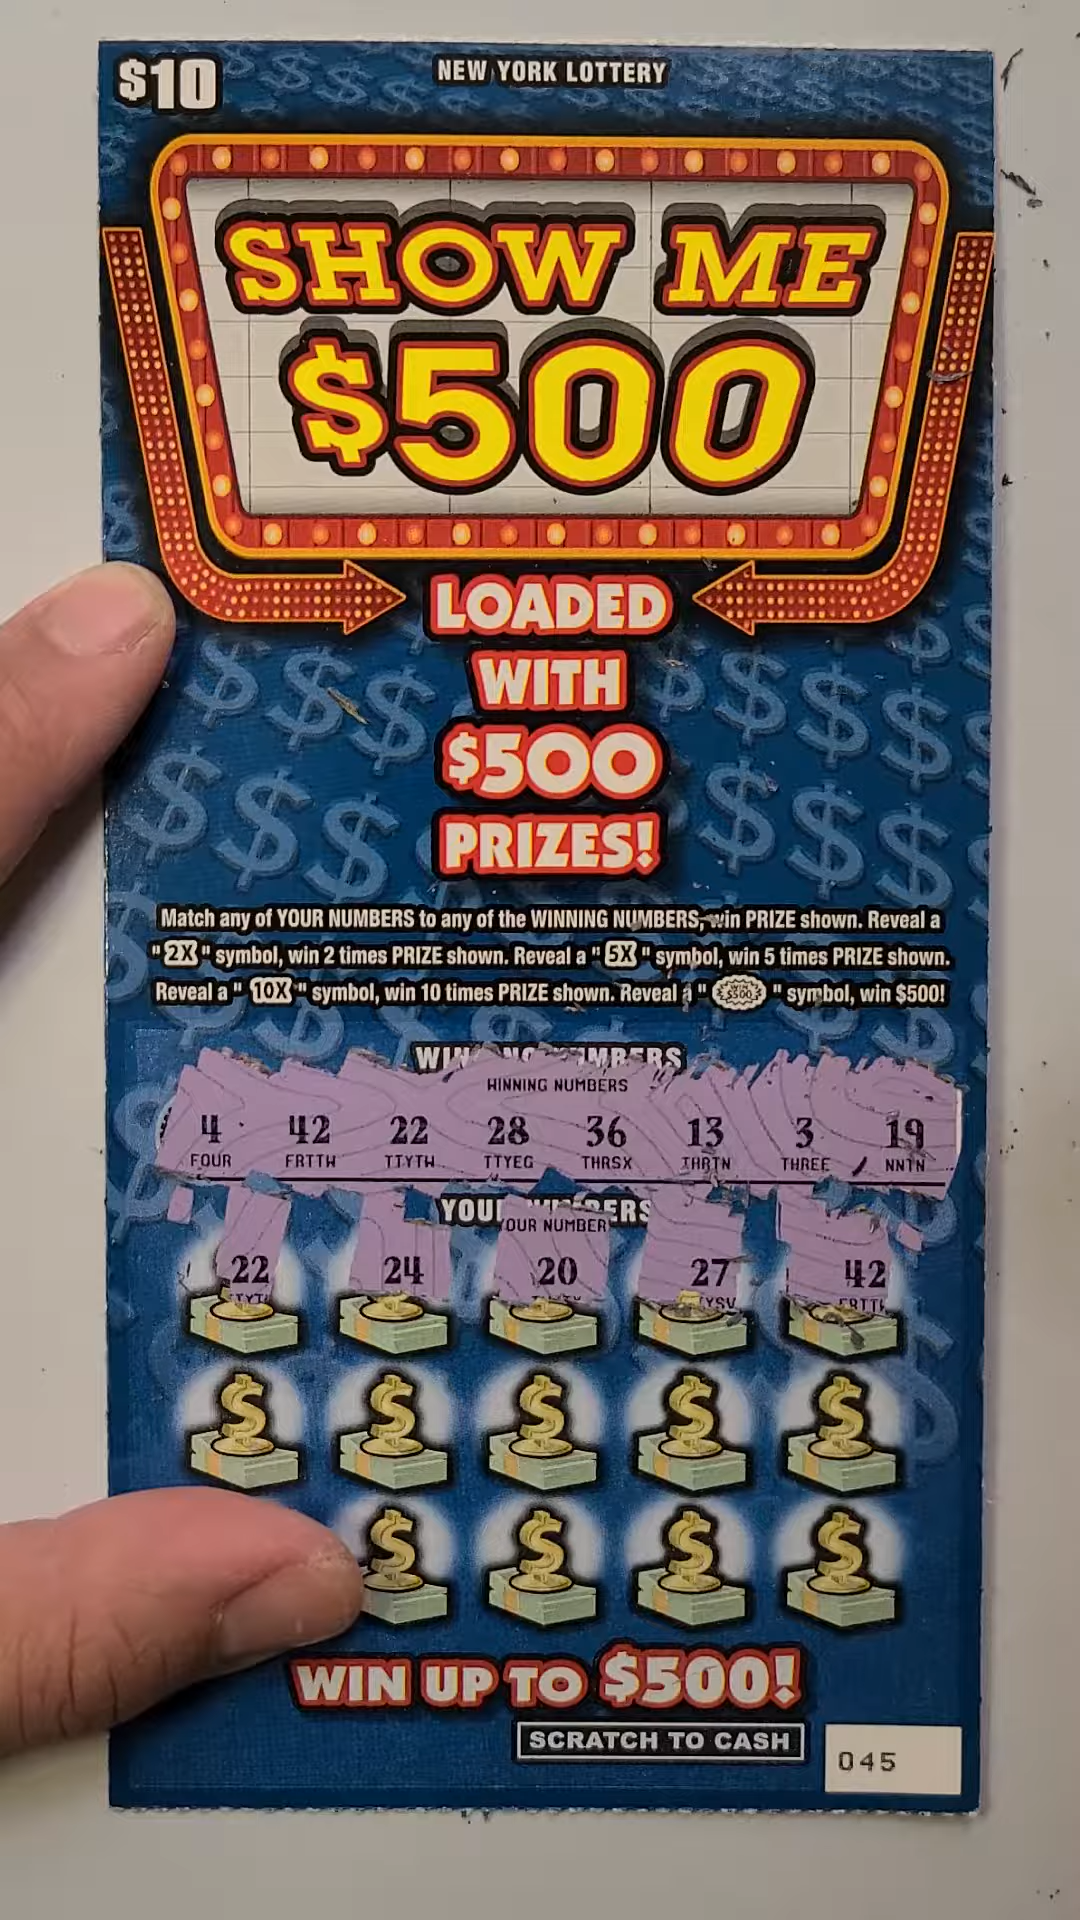 $10
NEW YORK LOTTERY
SHOW ME
$500
LOADED
WITH
$500
PRIZES!
Match any of YOUR NUMBERS to any of the WINNING NUMBERS, win PRIZE shown. Reveal a
"2X" symbol, win 2 times PRIZE shown. Reveal a "5X" symbol, win 5 times PRIZE shown.
Reveal a "10X" symbol, win 10 times PRIZE shown. Reveal a "WIN $500" symbol, win $500!
WINNING NUMBERS
4 42 22 28 36 13 3 19
FOUR FRTTW TTYTW TTYEG THRSX THRTN THREE NNTN
YOUR NUMBERS
OUR NUMBER
22 24 20 27 42
WIN UP TO $500!
SCRATCH TO CASH
045